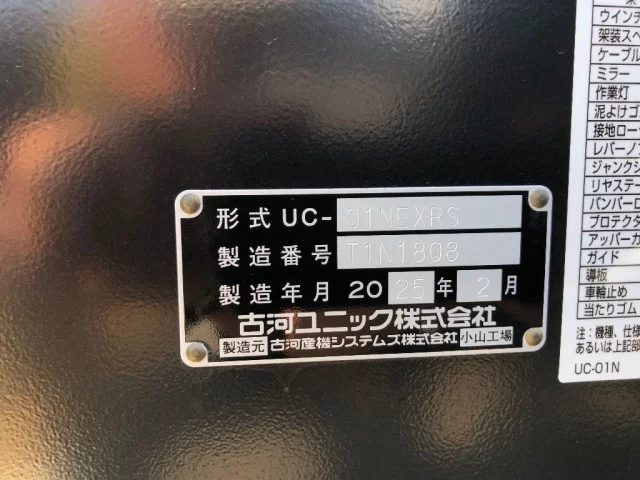 形式 UC-01NEXRS
製造番号 T1N1808
製造年月 2025年 2月
古河ユニック株式会社
製造元 古河産機システムズ株式会社 小山工場
ウインチ
架装スペ
ケーブル
ミラー
作業灯
泥よけゴ
接地ロー
レバーノブ
ジャンクシ
リヤステー
バンパーロ
プロテクタ
アッパーカ
ガイド
導板
車輪止め
当たりゴム
注：機種、仕様
あるいは上記部
UC-01N